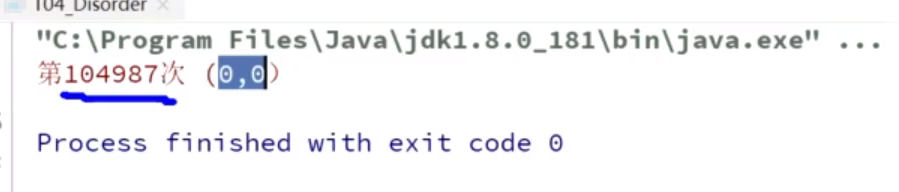 T04_Disorder ×
"C:\Program Files\Java\jdk1.8.0_181\bin\java.exe" ...
第104987次 (0,0)
Process finished with exit code 0